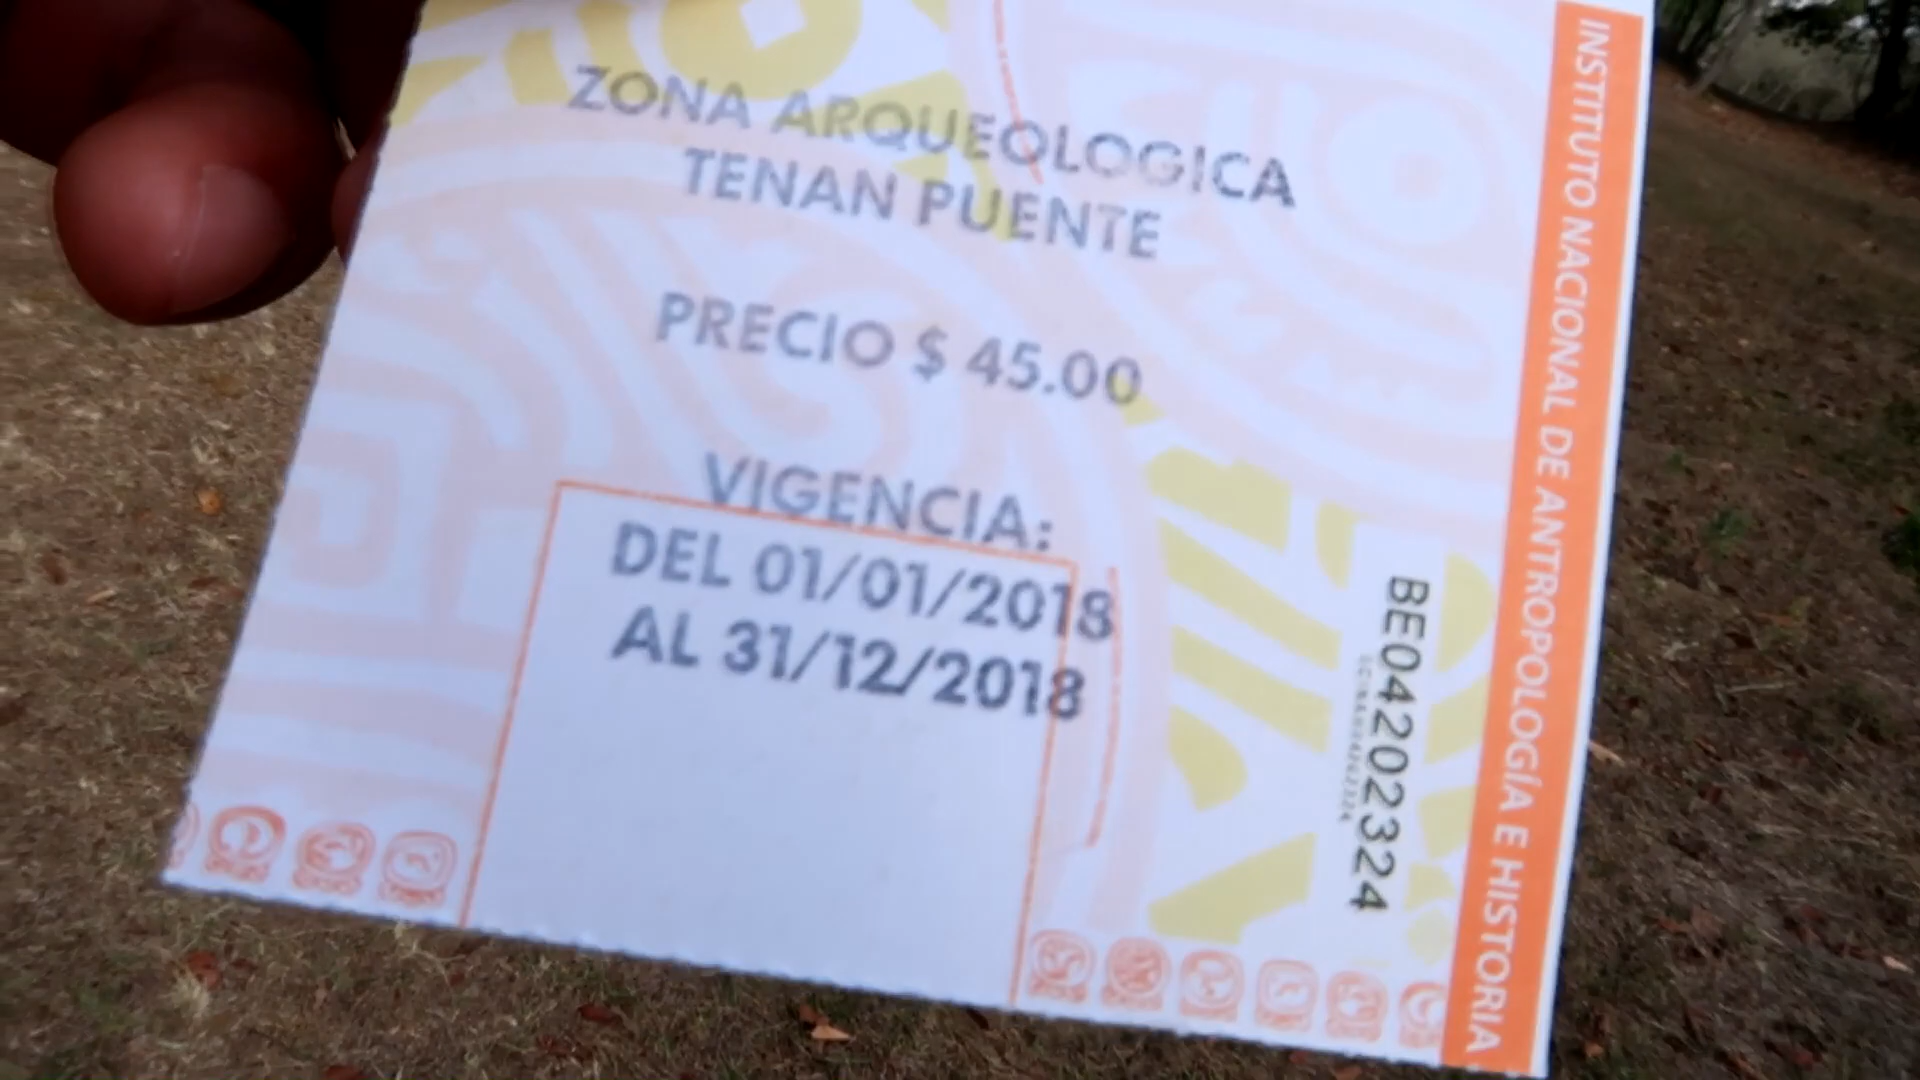 ZONA ARQUEOLOGICA
TENAN PUENTE
PRECIO $ 45.00
VIGENCIA:
DEL 01/01/2018
AL 31/12/2018
BE04202324
INSTITUTO NACIONAL DE ANTROPOLOGÍA E HISTORIA